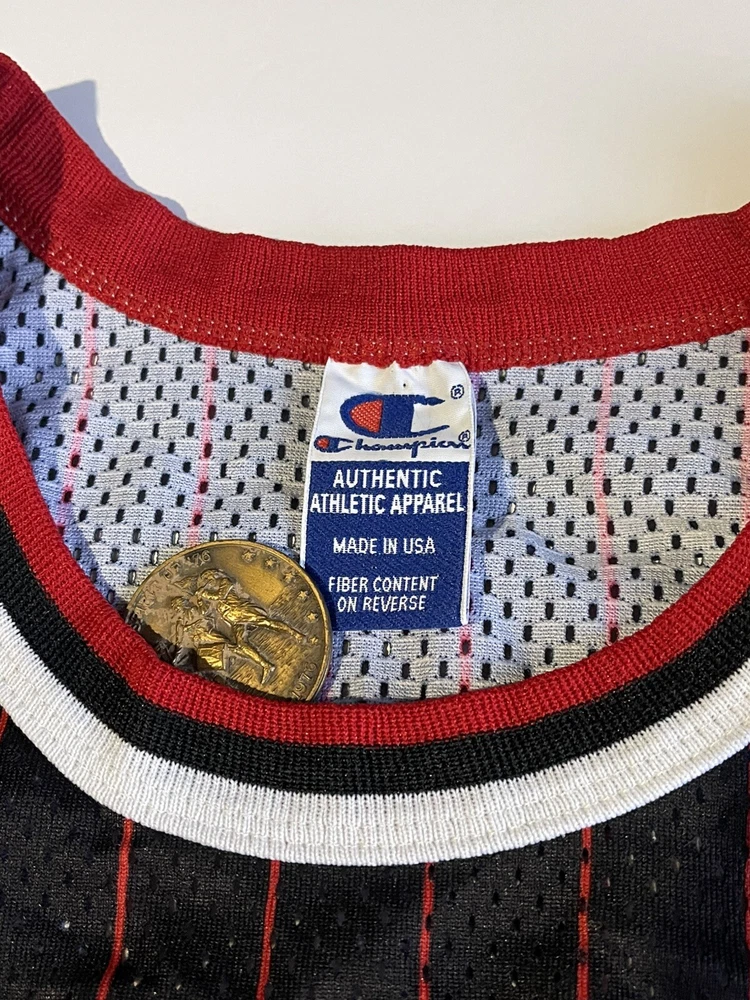 ®
Champion®
AUTHENTIC
ATHLETIC APPAREL
MADE IN USA
FIBER CONTENT
ON REVERSE